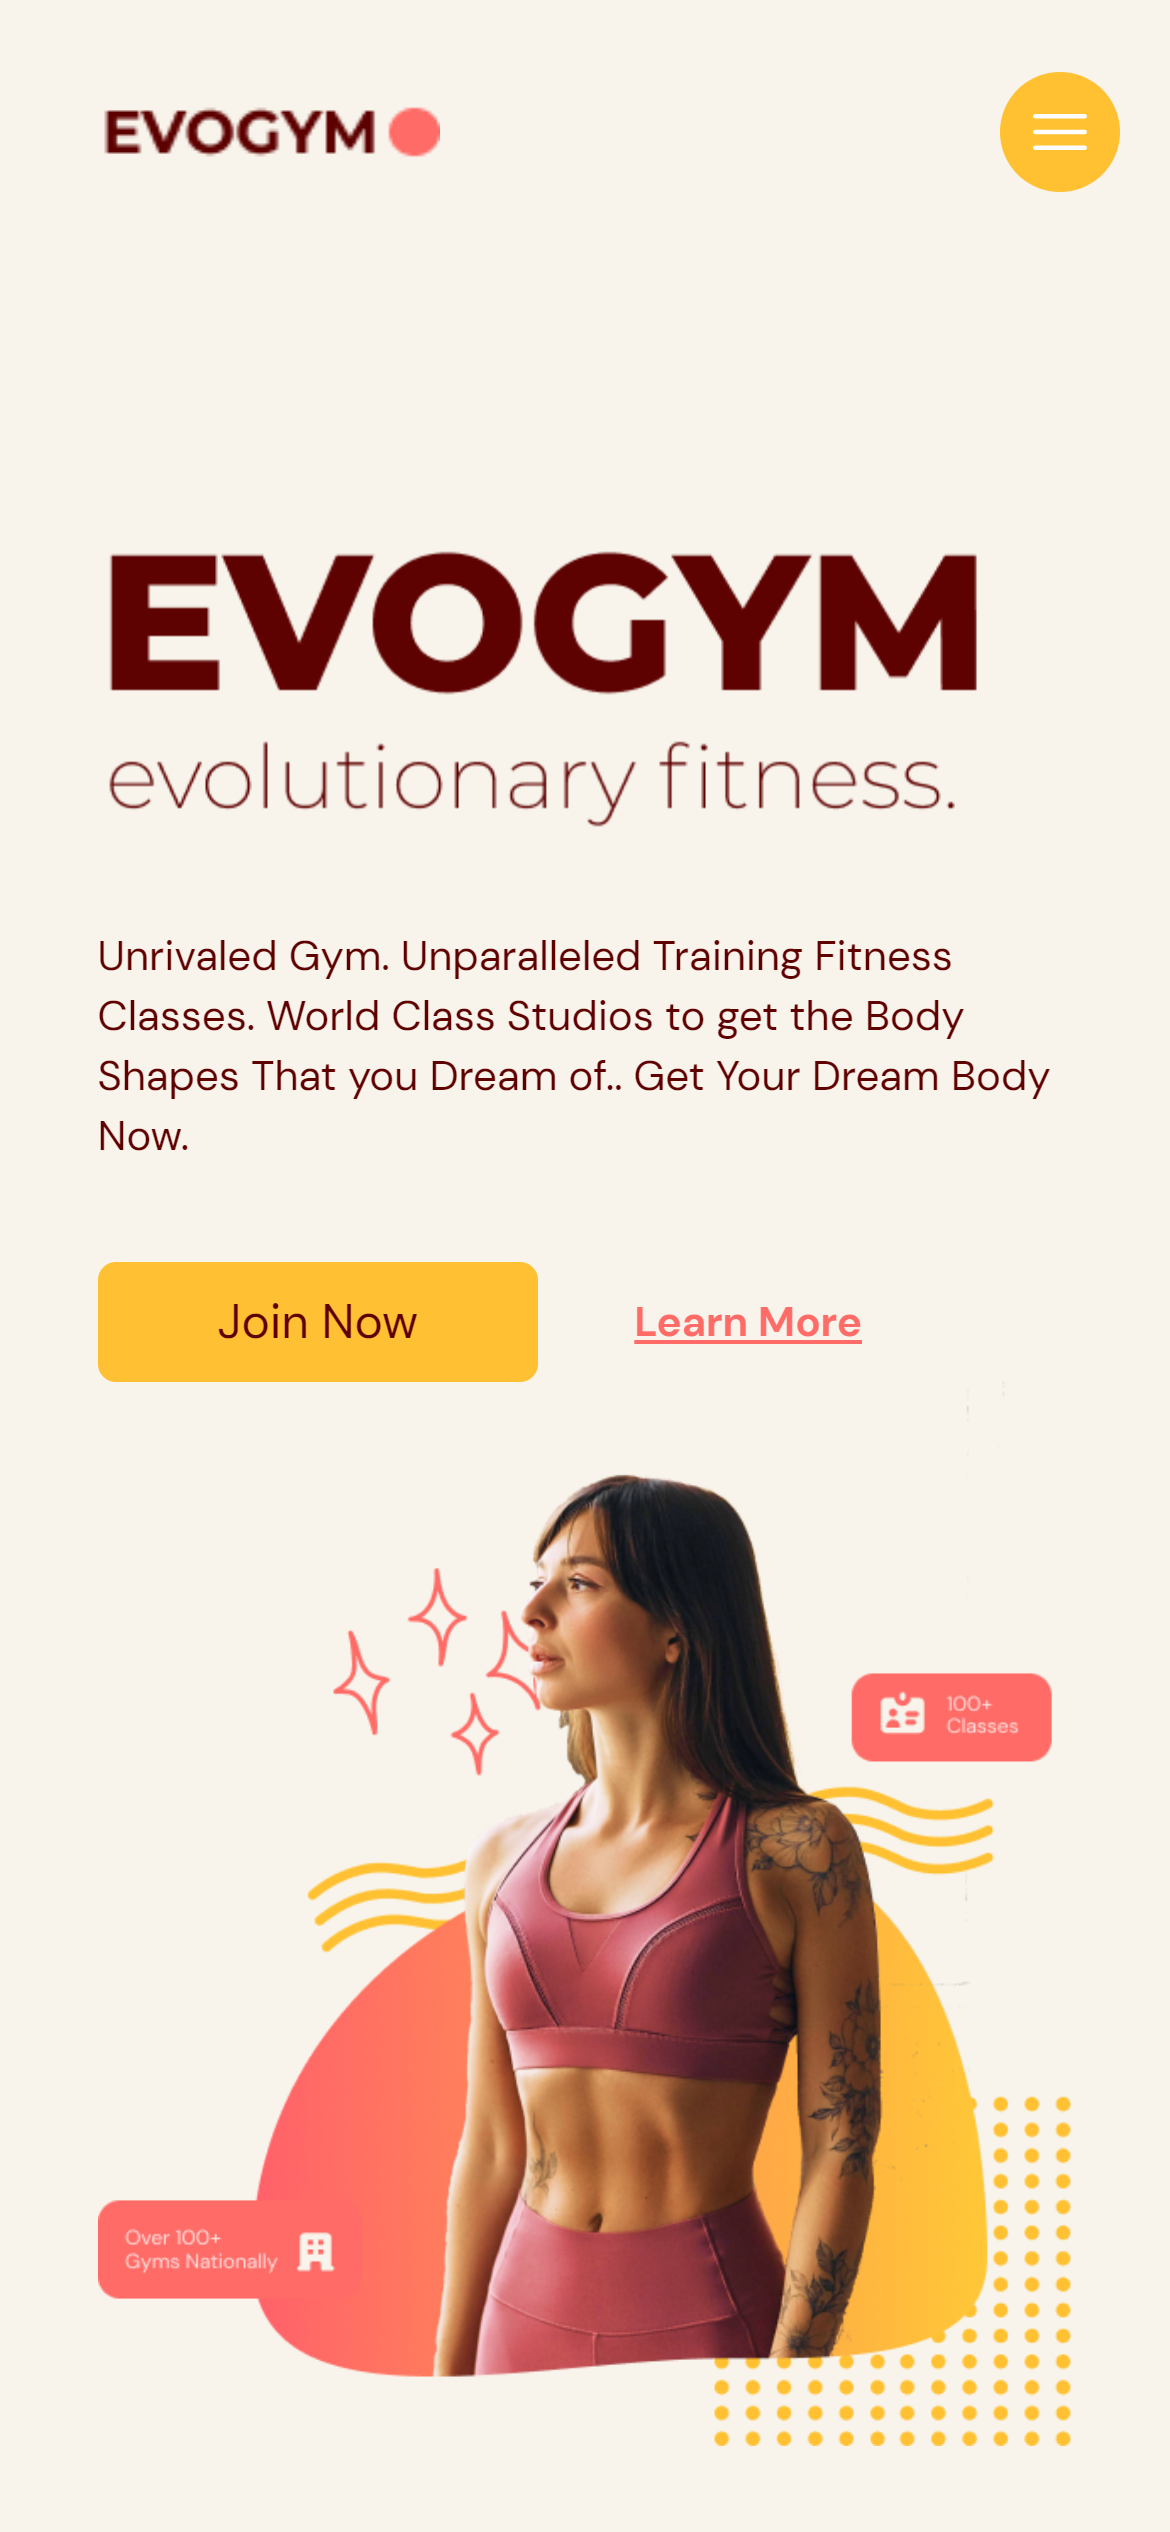 EVOGYM
EVOGYM
evolutionary fitness.
Unrivaled Gym. Unparalleled Training Fitness
Classes. World Class Studios to get the Body
Shapes That you Dream of.. Get Your Dream Body
Now.
Join Now
Learn More
100+
Classes
Over 100+
Gyms Nationally